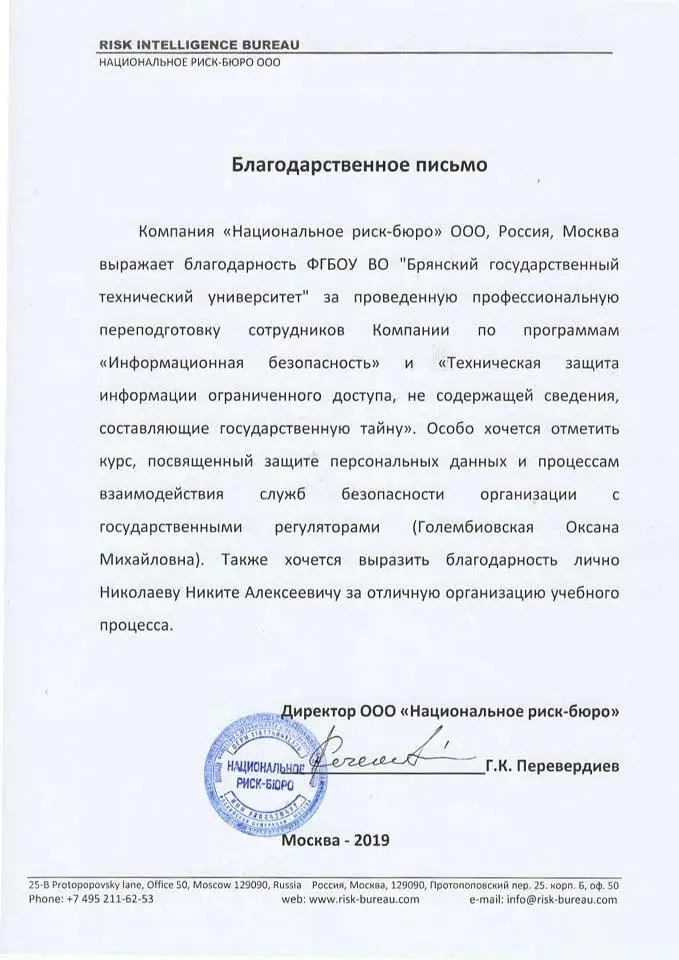 RISK INTELLIGENCE BUREAU
НАЦИОНАЛЬНОЕ РИСК-БЮРО ООО
Благодарственное письмо
Компания «Национальное риск-бюро» ООО, Россия, Москва
выражает благодарность ФГБОУ ВО "Брянский государственный
технический университет" за проведенную профессиональную
переподготовку сотрудников Компании по программам
«Информационная безопасность» и «Техническая защита
информации ограниченного доступа, не содержащей сведения,
составляющие государственную тайну». Особо хочется отметить
курс, посвященный защите персональных данных и процессам
взаимодействия служб безопасности организации с
государственными регуляторами (Голембиовская Оксана
Михайловна). Также хочется выразить благодарность лично
Николаеву Никите Алексеевичу за отличную организацию учебного
процесса.
Директор ООО «Национальное риск-бюро»
Г.К. Перевердиев
НАЦИОНАЛЬНОЕ
РИСК-БЮРО
Москва - 2019
25-B Protopopovsky lane, Office 50, Moscow 129090, Russia Россия, Москва, 129090, Протопоповский пер. 25. корп. Б, оф. 50
Phone: +7 495 211-62-53 web: www.risk-bureau.com e-mail: info@risk-bureau.com